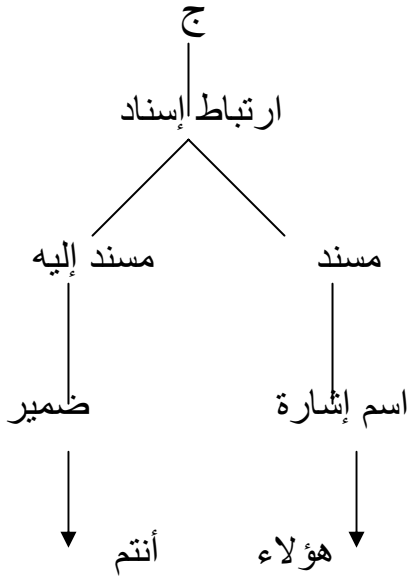 ج
ارتباط إسناد
مسند مسند إليه
اسم إشارة ضمير
هؤلاء أنتم